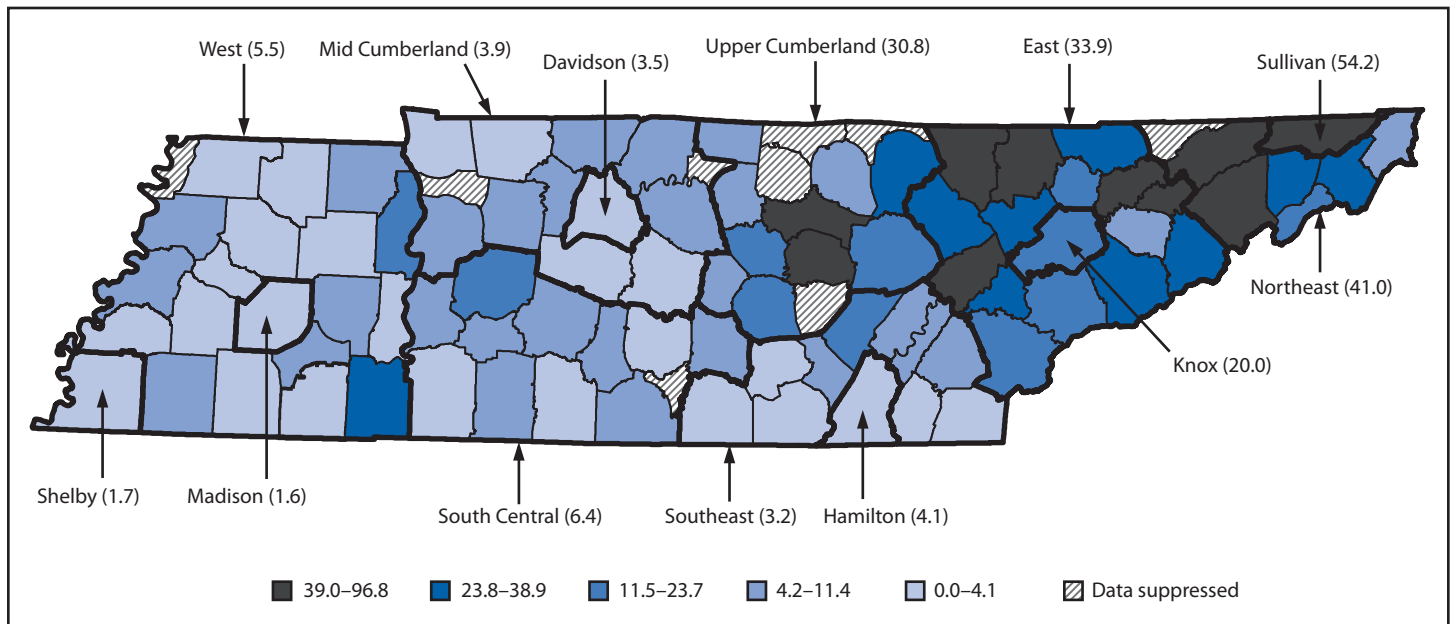 West (5.5)
Mid Cumberland (3.9)
Davidson (3.5)
Upper Cumberland (30.8)
East (33.9)
Sullivan (54.2)
Northeast (41.0)
Knox (20.0)
Shelby (1.7)
Madison (1.6)
South Central (6.4)
Southeast (3.2)
Hamilton (4.1)
39.0–96.8
23.8–38.9
11.5–23.7
4.2–11.4
0.0–4.1
Data suppressed